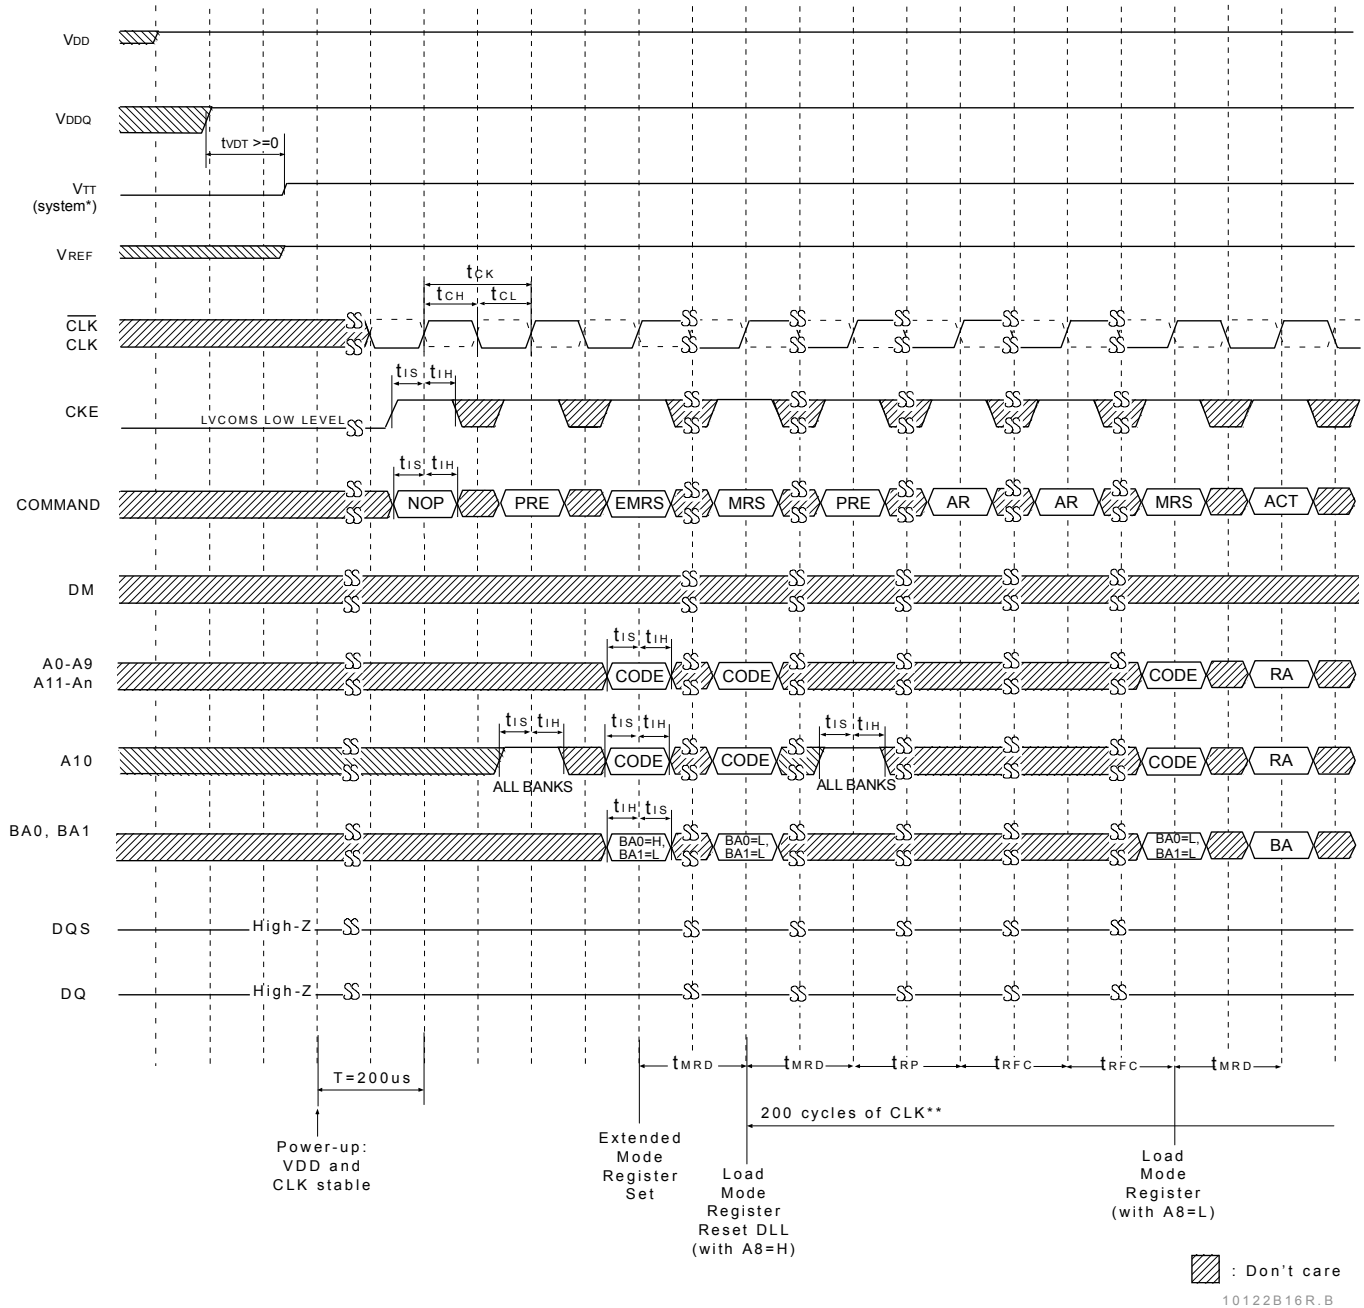 VDD
VDDQ
tVDT >=0
VTT
(system*)
VREF
tCK
tCH tCL
CLK
CLK
tIS tIH
CKE
LVCOMS LOW LEVEL
tIS tIH
COMMAND NOP PRE EMRS MRS PRE AR AR MRS ACT
DM
tIS tIH
A0-A9
A11-An
CODE CODE CODE RA
tIS tIH tIS tIH tIS tIH
A10 CODE CODE CODE RA
ALL BANKS ALL BANKS
tIH tIS
BA0, BA1
BA0=H, BA0=L, BA0=L,
BA1=L BA1=L BA1=L
BA
DQS High-Z
DQ High-Z
tMRD tMRD tRP tRFC tRFC tMRD
T=200us
200 cycles of CLK**
Power-up:
VDD and
CLK stable
Extended
Mode
Register
Set
Load
Mode
Register
Reset DLL
(with A8=H)
Load
Mode
Register
(with A8=L)
: Don't care
10122B16R.B